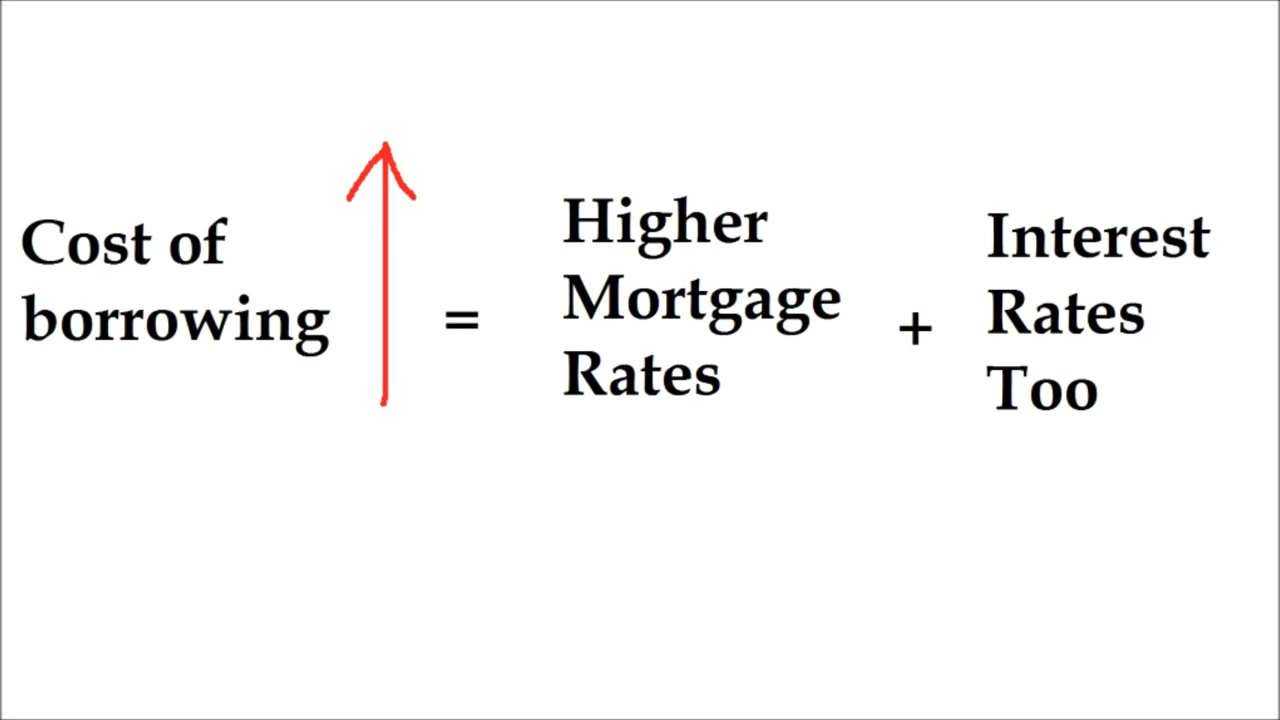 Cost of
borrowing
=
Higher
Mortgage
Rates
+
Interest
Rates
Too